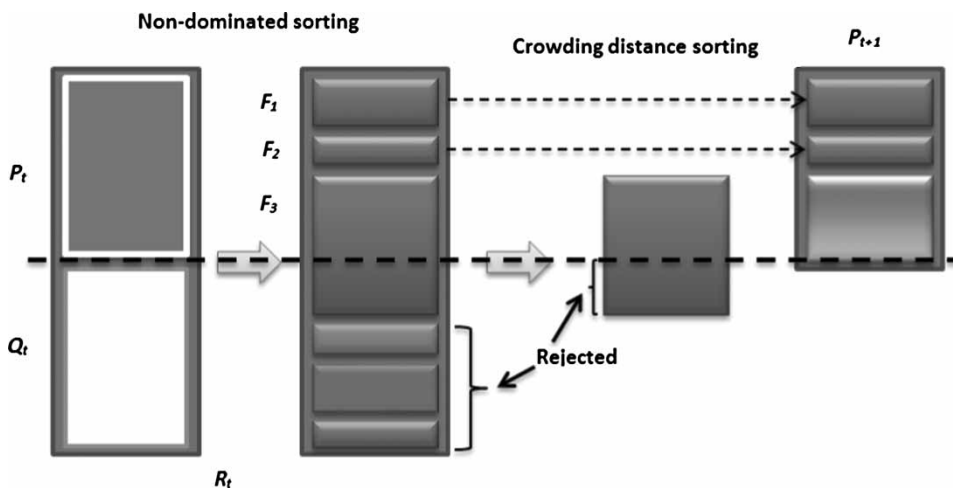 Non-dominated sorting
Crowding distance sorting
Pt+1
F1
F2
Pt
F3
Qt
Rejected
Rt